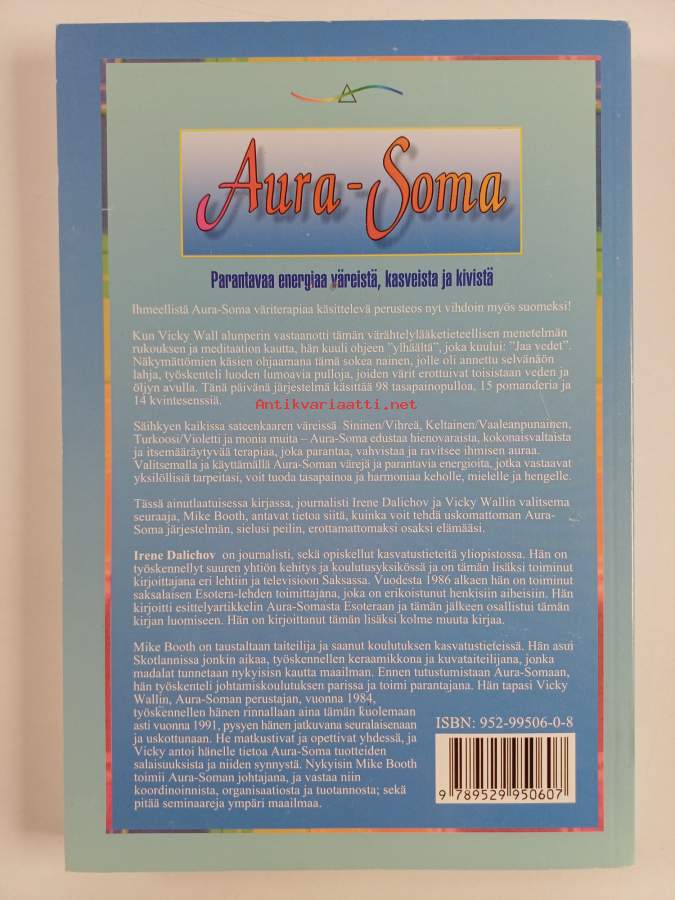 Aura-Soma
Parantavaa energiaa väreistä, kasveista ja kivistä
Ihmeellistä Aura-Soma väriterapiaa käsittelevä perusteos nyt vihdoin myös suomeksi!
Kun Vicky Wall alunperin vastaanotti tämän värähtelylääketieteellisen menetelmän
rukouksen ja meditaation kautta, hän kuuli ohjeen "ylhäältä", joka kuului: "Jaa vedet".
Näkymättömien käsien ohjaamana tämä sokea nainen, jolle oli annettu selvänäön
lahja, työskenteli luoden lumoavia pulloja, joiden värit erottuivat toisistaan veden ja
öljyn avulla. Tänä päivänä järjestelmä käsittää 98 tasapainopulloa, 15 pomanderia ja
14 kvintesenssiä.
Antikvariaatti.net
Säihkyen kaikissa sateenkaaren väreissä Sininen/Vihreä, Keltainen/Vaaleanpunainen,
Turkoosi/Violetti ja monia muita – Aura-Soma edustaa hienovaraista, kokonaisvaltaista
ja itsemääräytyvää terapiaa, joka parantaa, vahvistaa ja ravitsee ihmisen auraa.
Valitsemalla ja käyttämällä Aura-Soman värejä ja parantavia energioita, jotka vastaavat
yksilöllisiä tarpeitasi, voit tuoda tasapainoa ja harmoniaa keholle, mielelle ja hengelle.
Tässä ainutlaatuisessa kirjassa, journalisti Irene Dalichov ja Vicky Wallin valitsema
seuraaja, Mike Booth, antavat tietoa siitä, kuinka voit tehdä uskomattoman Aura-
Soma järjestelmän, sielusi peilin, erottamattomaksi osaksi elämääsi.
Irene Dalichov on journalisti, sekä opiskellut kasvatustieteitä yliopistossa. Hän on
työskennellyt suuren yhtiön kehitys ja koulutusyksikössä ja on tämän lisäksi toiminut
kirjoittajana eri lehtiin ja televisioon Saksassa. Vuodesta 1986 alkaen hän on toiminut
saksalaisen Esotera-lehden toimittajana, joka on erikoistunut henkisiin aiheisiin. Hän
kirjoitti esittelyartikkelin Aura-Somasta Esoteraan ja tämän jälkeen osallistui tämän
kirjan luomiseen. Hän on kirjoittanut tämän lisäksi kolme muuta kirjaa.
Mike Booth on taustaltaan taiteilija ja saanut koulutuksen kasvatustieteissä. Hän asui
Skotlannissa jonkin aikaa, työskennellen keraamikkona ja kuvataiteilijana, jonka
madalat tunnetaan nykyisin kautta maailman. Ennen tutustumistaan Aura-Somaan,
hän työskenteli johtamiskoulutuksen parissa ja toimi parantajana. Hän tapasi Vicky
Wallin, Aura-Soman perustajan, vuonna 1984,
työskennellen hänen rinnallaan aina tämän kuolemaan
asti vuonna 1991, pysyen hänen jatkuvana seuralaisenaan
ja uskottunaan. He matkustivat ja opettivat yhdessä, ja
Vicky antoi hänelle tietoa Aura-Soma tuotteiden
salaisuuksista ja niiden synnystä. Nykyisin Mike Booth
toimii Aura-Soman johtajana, ja vastaa niin
koordinoinnista, organisaatiosta ja tuotannosta; sekä
pitää seminaareja ympäri maailmaa.
ISBN: 952-99506-0-8
9 789529 950607